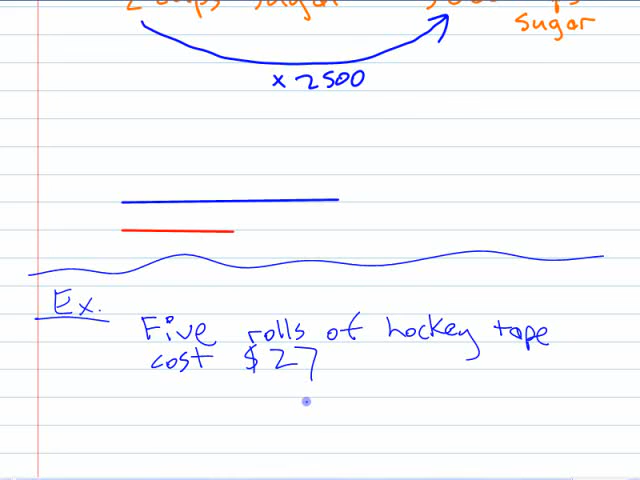 sugar
x 2500
Ex.
Five rolls of hockey tape
cost $27